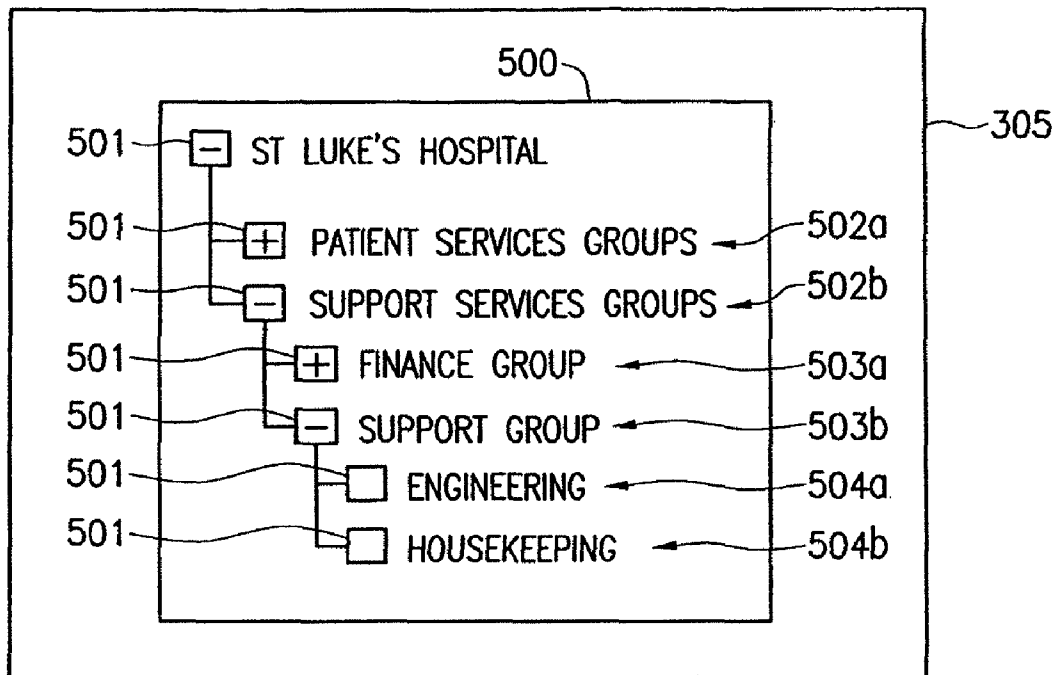 500
305
501 - ST LUKE'S HOSPITAL
501 + PATIENT SERVICES GROUPS 502a
501 - SUPPORT SERVICES GROUPS 502b
501 + FINANCE GROUP 503a
501 - SUPPORT GROUP 503b
501 ENGINEERING 504a
501 HOUSEKEEPING 504b